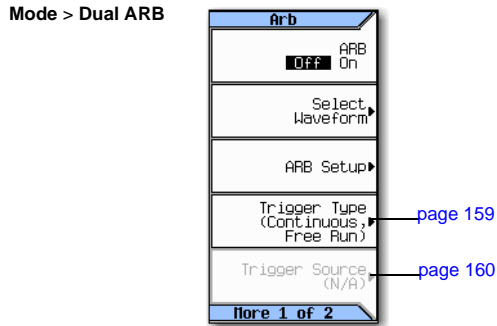 Mode > Dual ARB
Arb
ARB
Off On
Select
Waveform
ARB Setup
Trigger Type
(Continuous,
Free Run)
page 159
Trigger Source
(N/A)
page 160
More 1 of 2